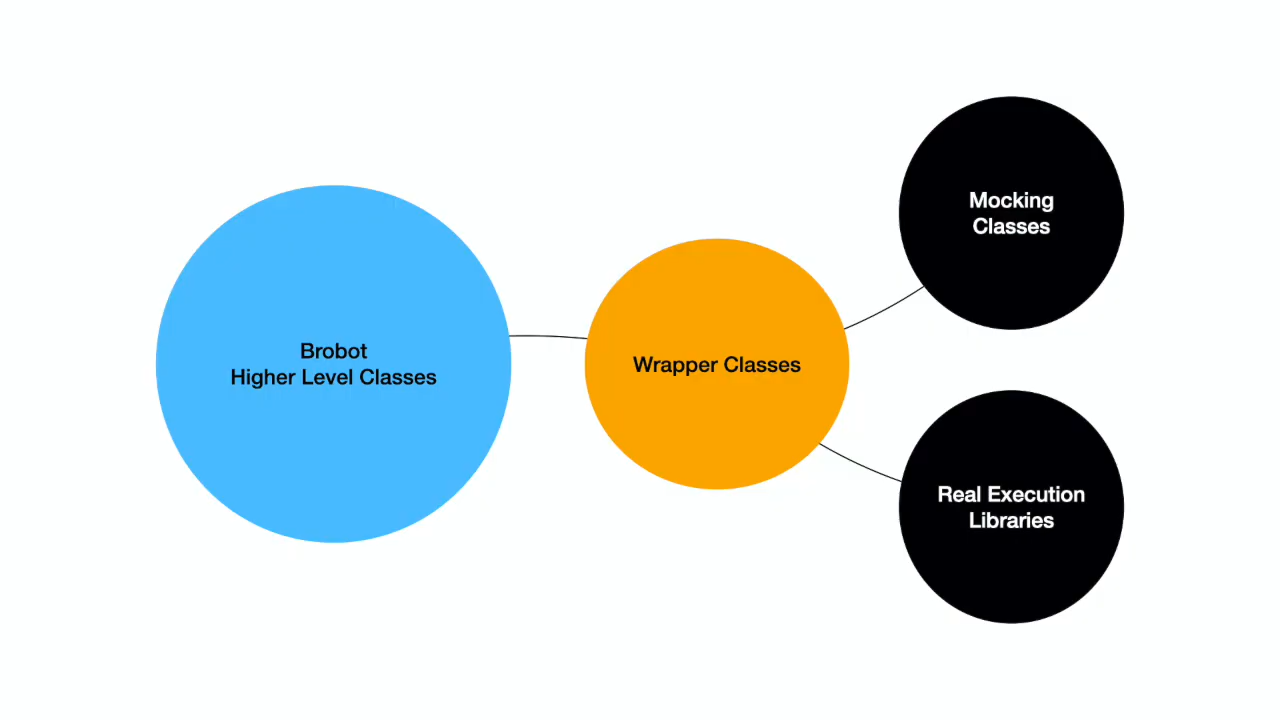 Brobot
Higher Level Classes
Wrapper Classes
Mocking
Classes
Real Execution
Libraries